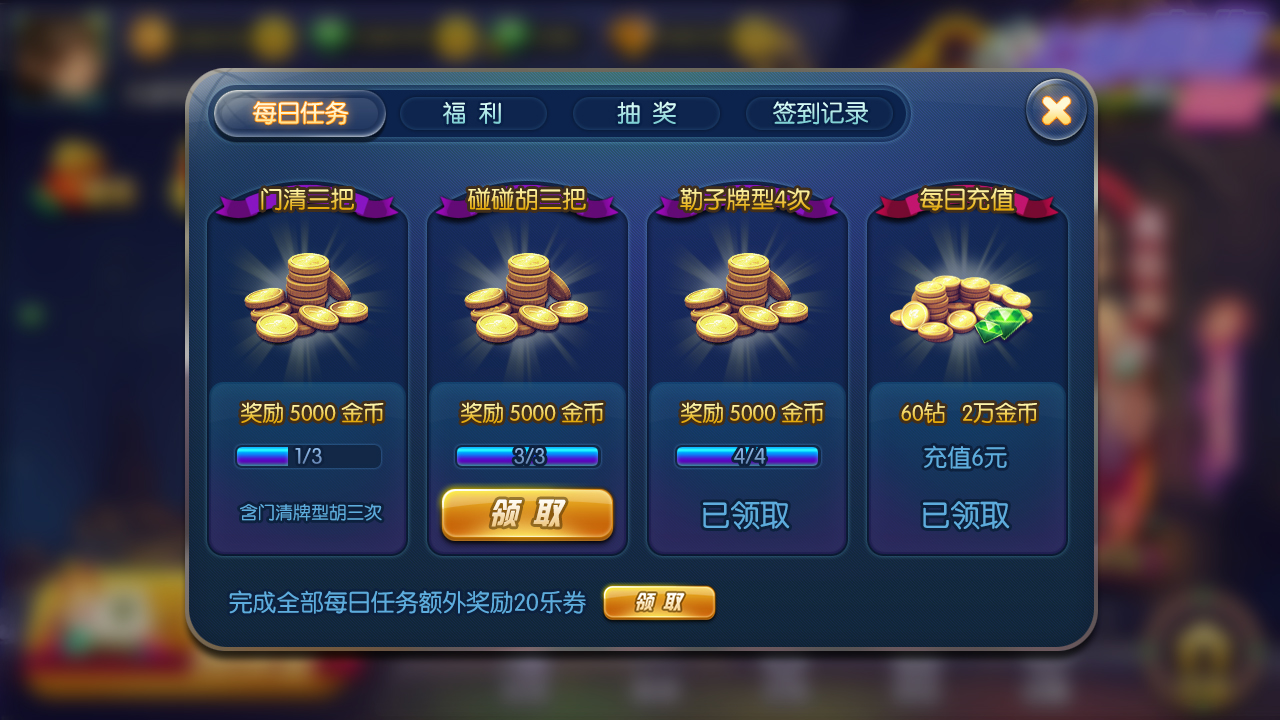 每日任务 福利 抽奖 签到记录
门清三把 碰碰胡三把 勒子牌型4次 每日充值
奖励 5000 金币 奖励 5000 金币 奖励 5000 金币 60钻 2万金币
1/3 3/3 4/4 充值6元
含门清牌型胡三次 领取 已领取 已领取
完成全部每日任务额外奖励20乐券 领取